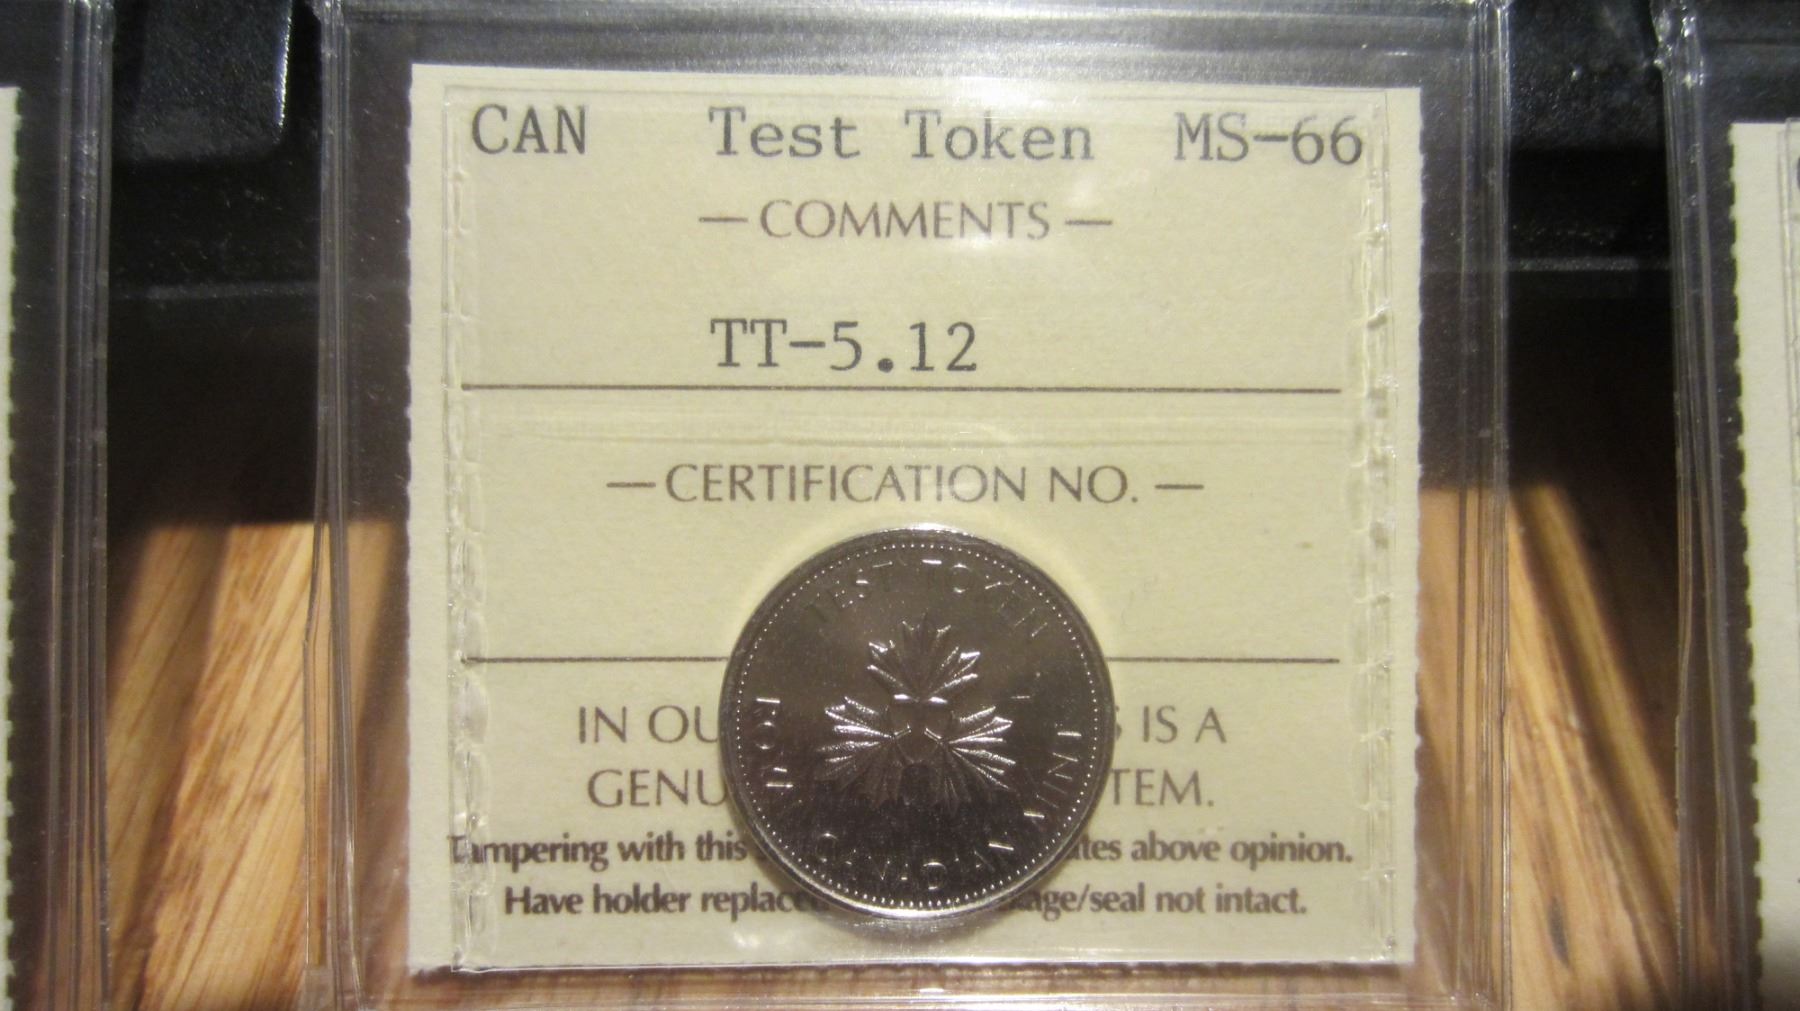 CAN Test Token MS-66
— COMMENTS —
TT-5.12
— CERTIFICATION NO. —
TEST TOKEN
ROYAL CANADIAN MINT
IN OU S IS A
GENU TEM.
Tampering with this ates above opinion.
Have holder replace age/seal not intact.